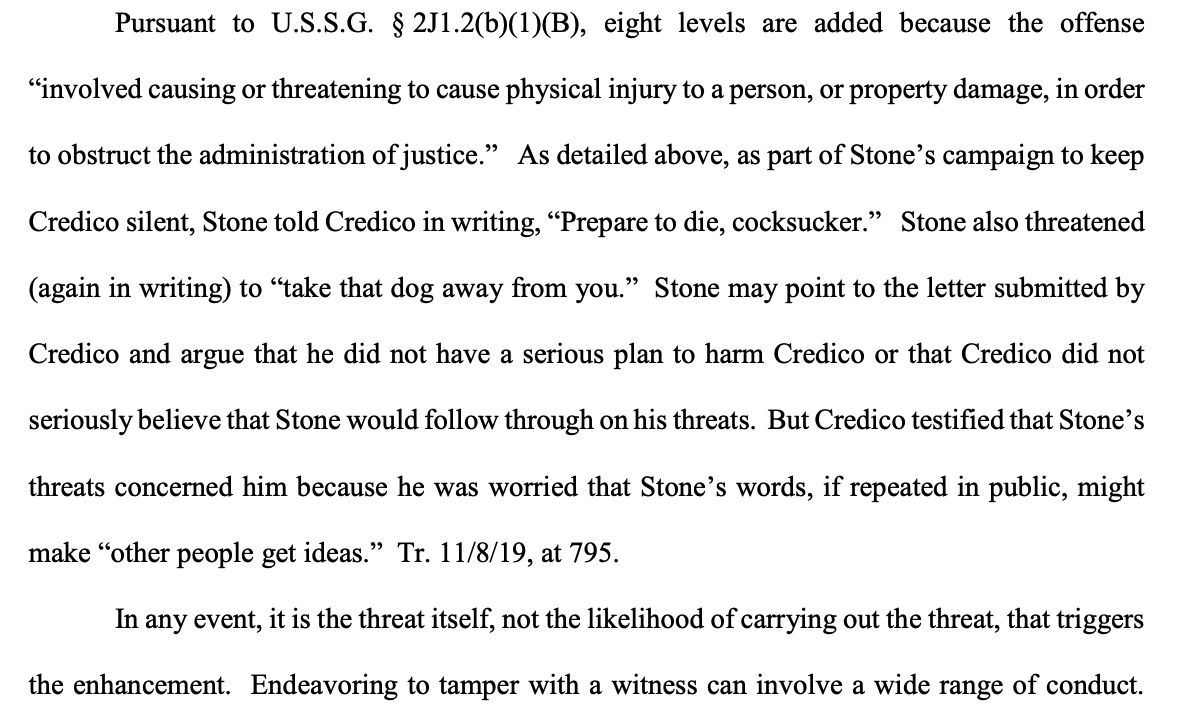 Pursuant to U.S.S.G. § 2J1.2(b)(1)(B), eight levels are added because the offense
“involved causing or threatening to cause physical injury to a person, or property damage, in order
to obstruct the administration of justice.” As detailed above, as part of Stone’s campaign to keep
Credico silent, Stone told Credico in writing, “Prepare to die, cocksucker.” Stone also threatened
(again in writing) to “take that dog away from you.” Stone may point to the letter submitted by
Credico and argue that he did not have a serious plan to harm Credico or that Credico did not
seriously believe that Stone would follow through on his threats. But Credico testified that Stone’s
threats concerned him because he was worried that Stone’s words, if repeated in public, might
make “other people get ideas.” Tr. 11/8/19, at 795.
In any event, it is the threat itself, not the likelihood of carrying out the threat, that triggers
the enhancement. Endeavoring to tamper with a witness can involve a wide range of conduct.